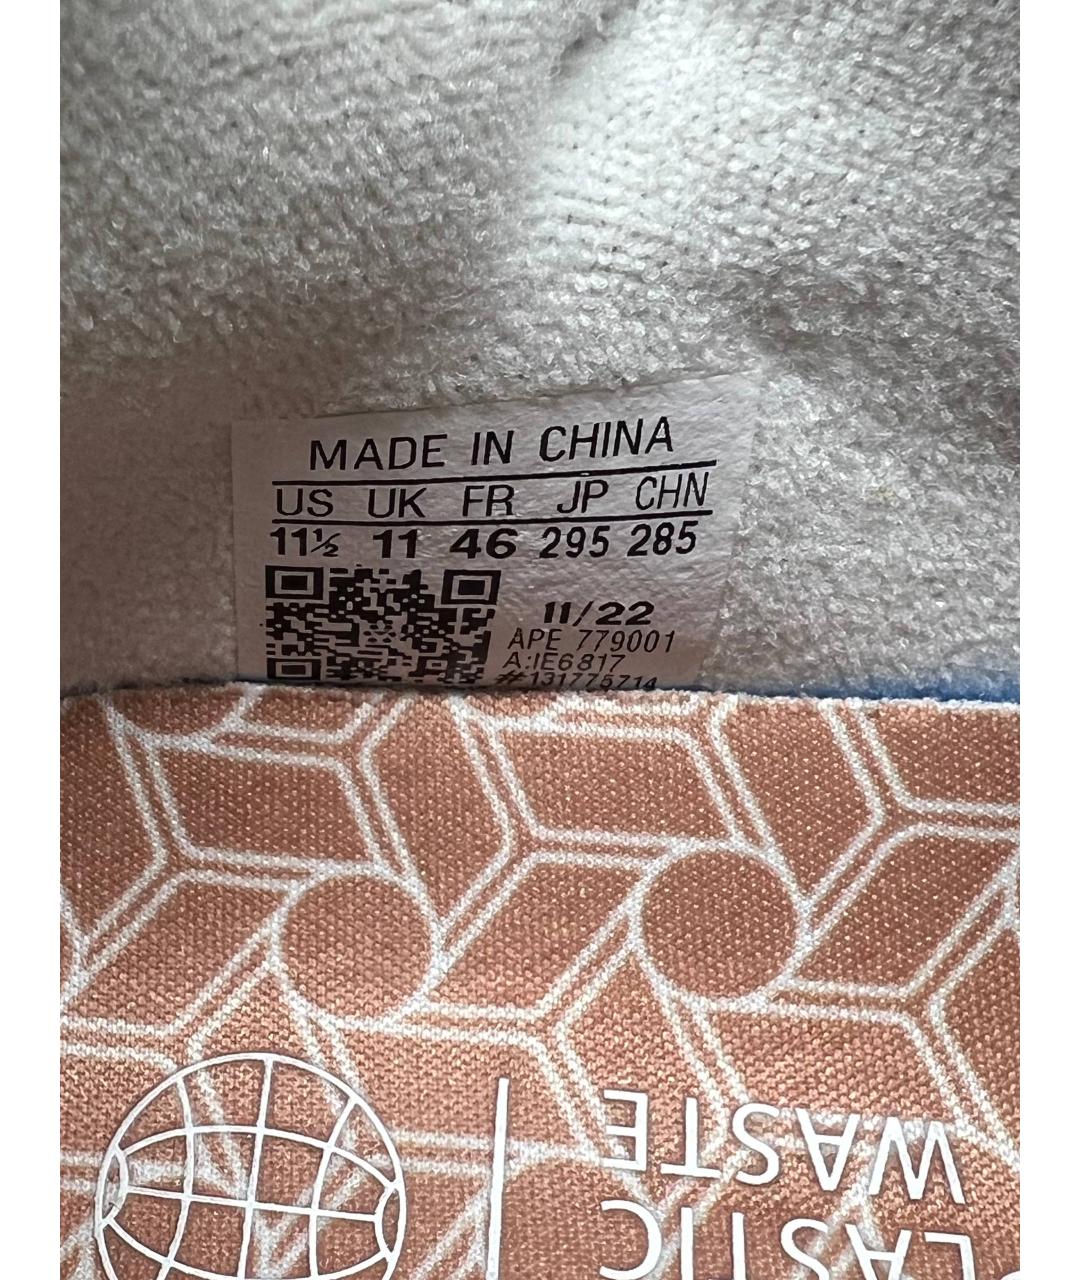 MADE IN CHINA
US UK FR JP CHN
11½ 11 46 295 285
11/22
APE 779001
A:IE6817
#131775714
WASTE
LASTIC